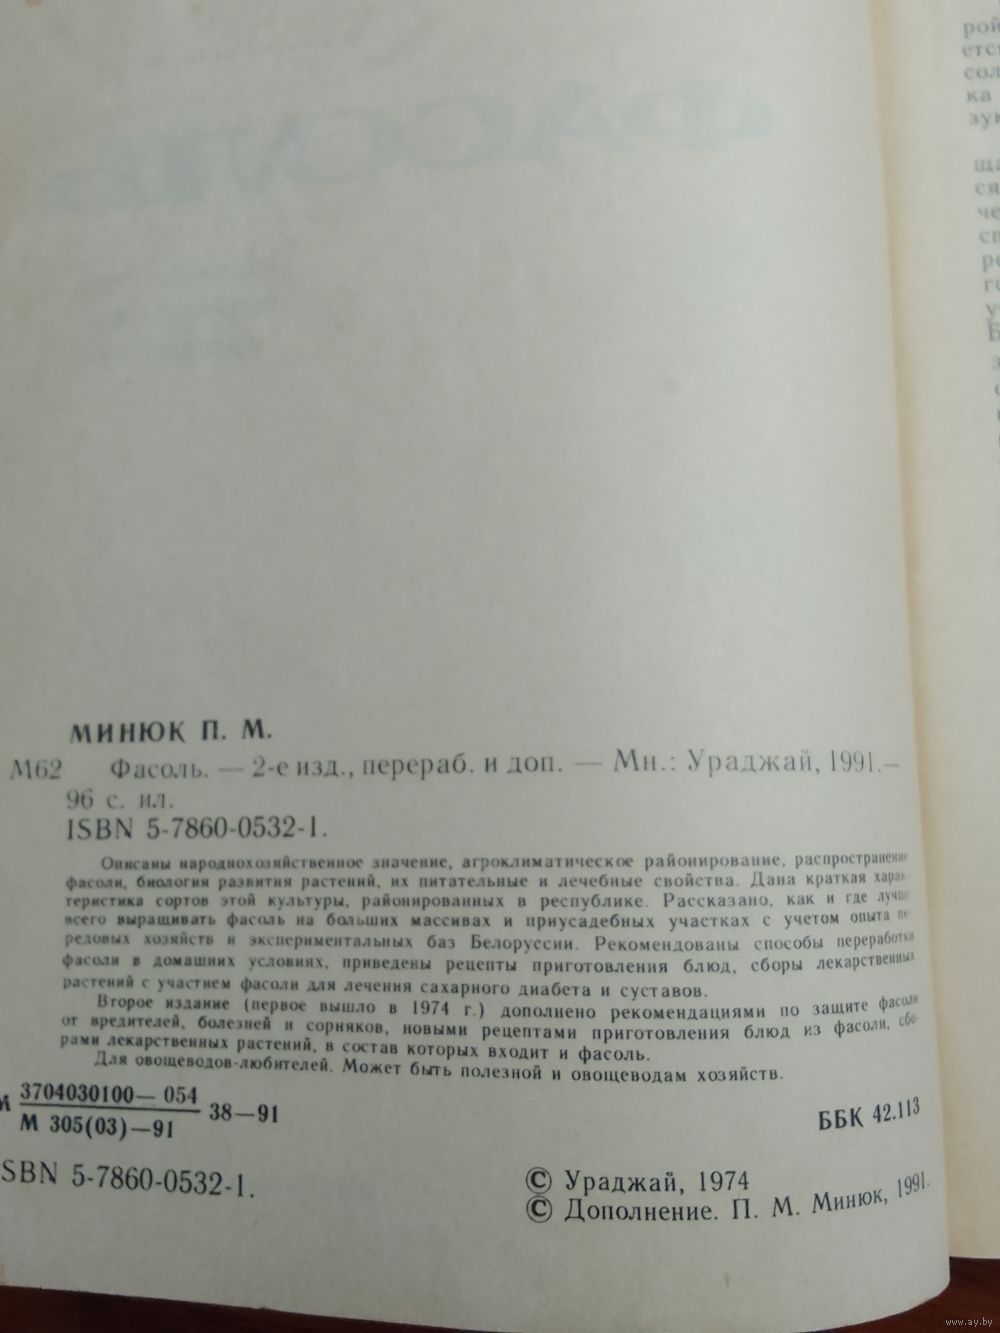 МИНЮК П. М.
М62 Фасоль. — 2-е изд., перераб. и доп. — Мн.: Ураджай, 1991.—
96 с. ил.
ISBN 5-7860-0532-1.
Описаны народнохозяйственное значение, агроклиматическое районирование, распространение
фасоли, биология развития растений, их питательные и лечебные свойства. Дана краткая харак-
теристика сортов этой культуры, районированных в республике. Рассказано, как и где лучше
всего выращивать фасоль на больших массивах и приусадебных участках с учетом опыта пе-
редовых хозяйств и экспериментальных баз Белоруссии. Рекомендованы способы переработки
фасоли в домашних условиях, приведены рецепты приготовления блюд, сборы лекарственных
растений с участием фасоли для лечения сахарного диабета и суставов.
Второе издание (первое вышло в 1974 г.) дополнено рекомендациями по защите фасоли
от вредителей, болезней и сорняков, новыми рецептами приготовления блюд из фасоли, сбо-
рами лекарственных растений, в состав которых входит и фасоль.
Для овощеводов-любителей. Может быть полезной и овощеводам хозяйств.
М 3704030100— 054
М 305(03)—91
38—91
ББК 42.113
ISBN 5-7860-0532-1.
© Ураджай, 1974
© Дополнение. П. М. Минюк, 1991.
www.ay.by